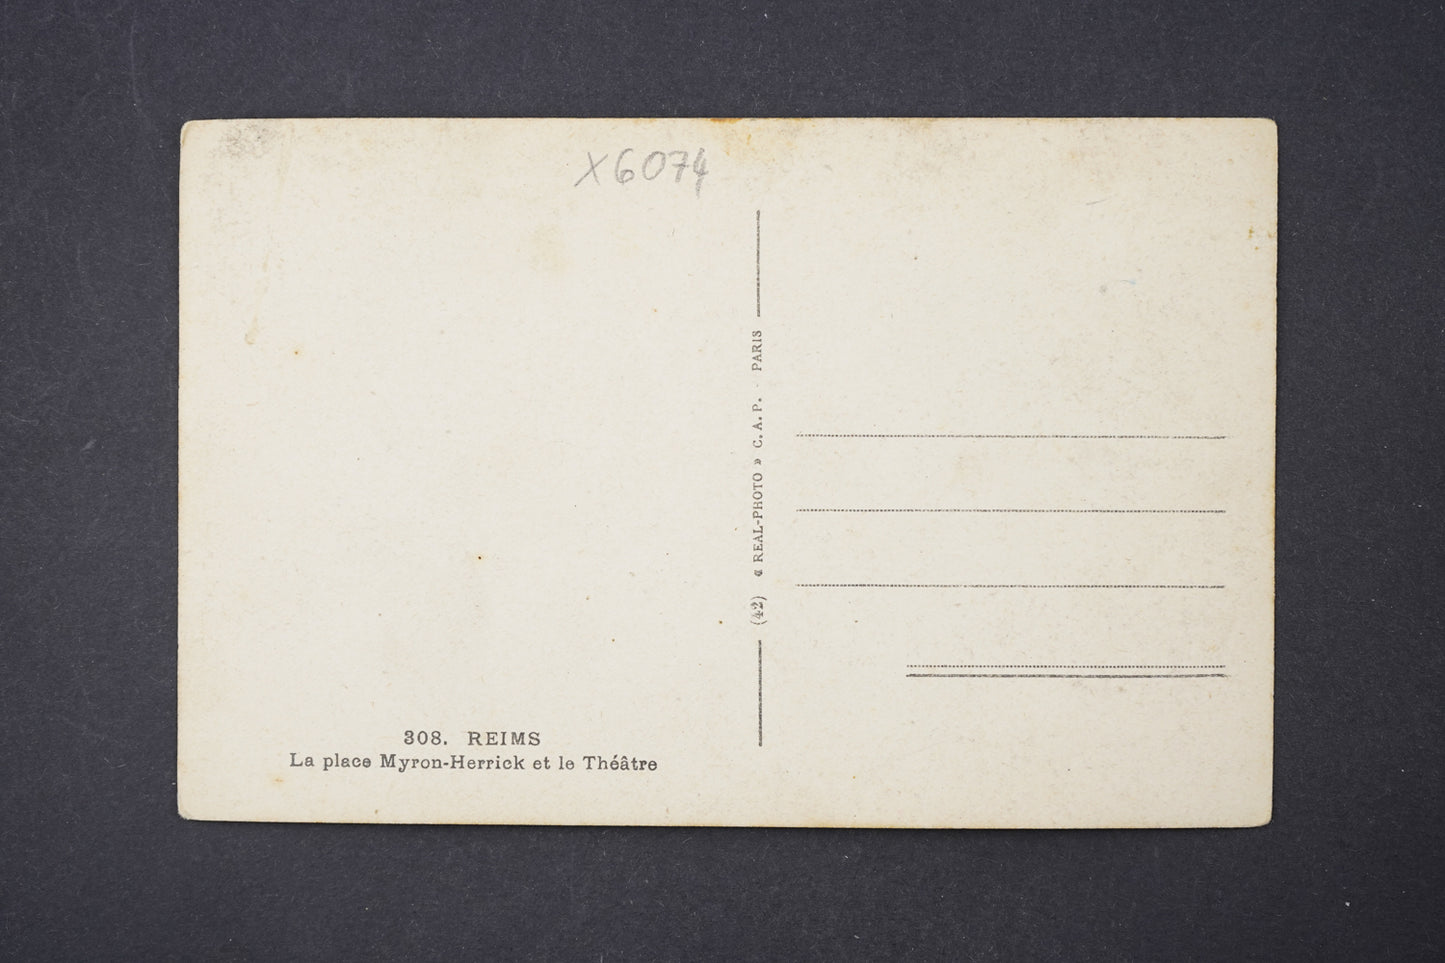 X6074
(42) « REAL-PHOTO » C. A. P. - PARIS
308. REIMS
La place Myron-Herrick et le Théâtre